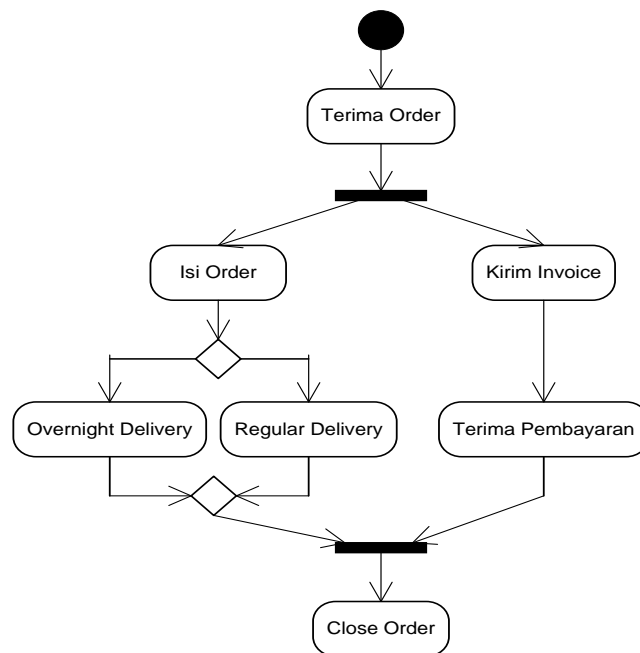 Terima Order
Isi Order
Kirim Invoice
Overnight Delivery
Regular Delivery
Terima Pembayaran
Close Order